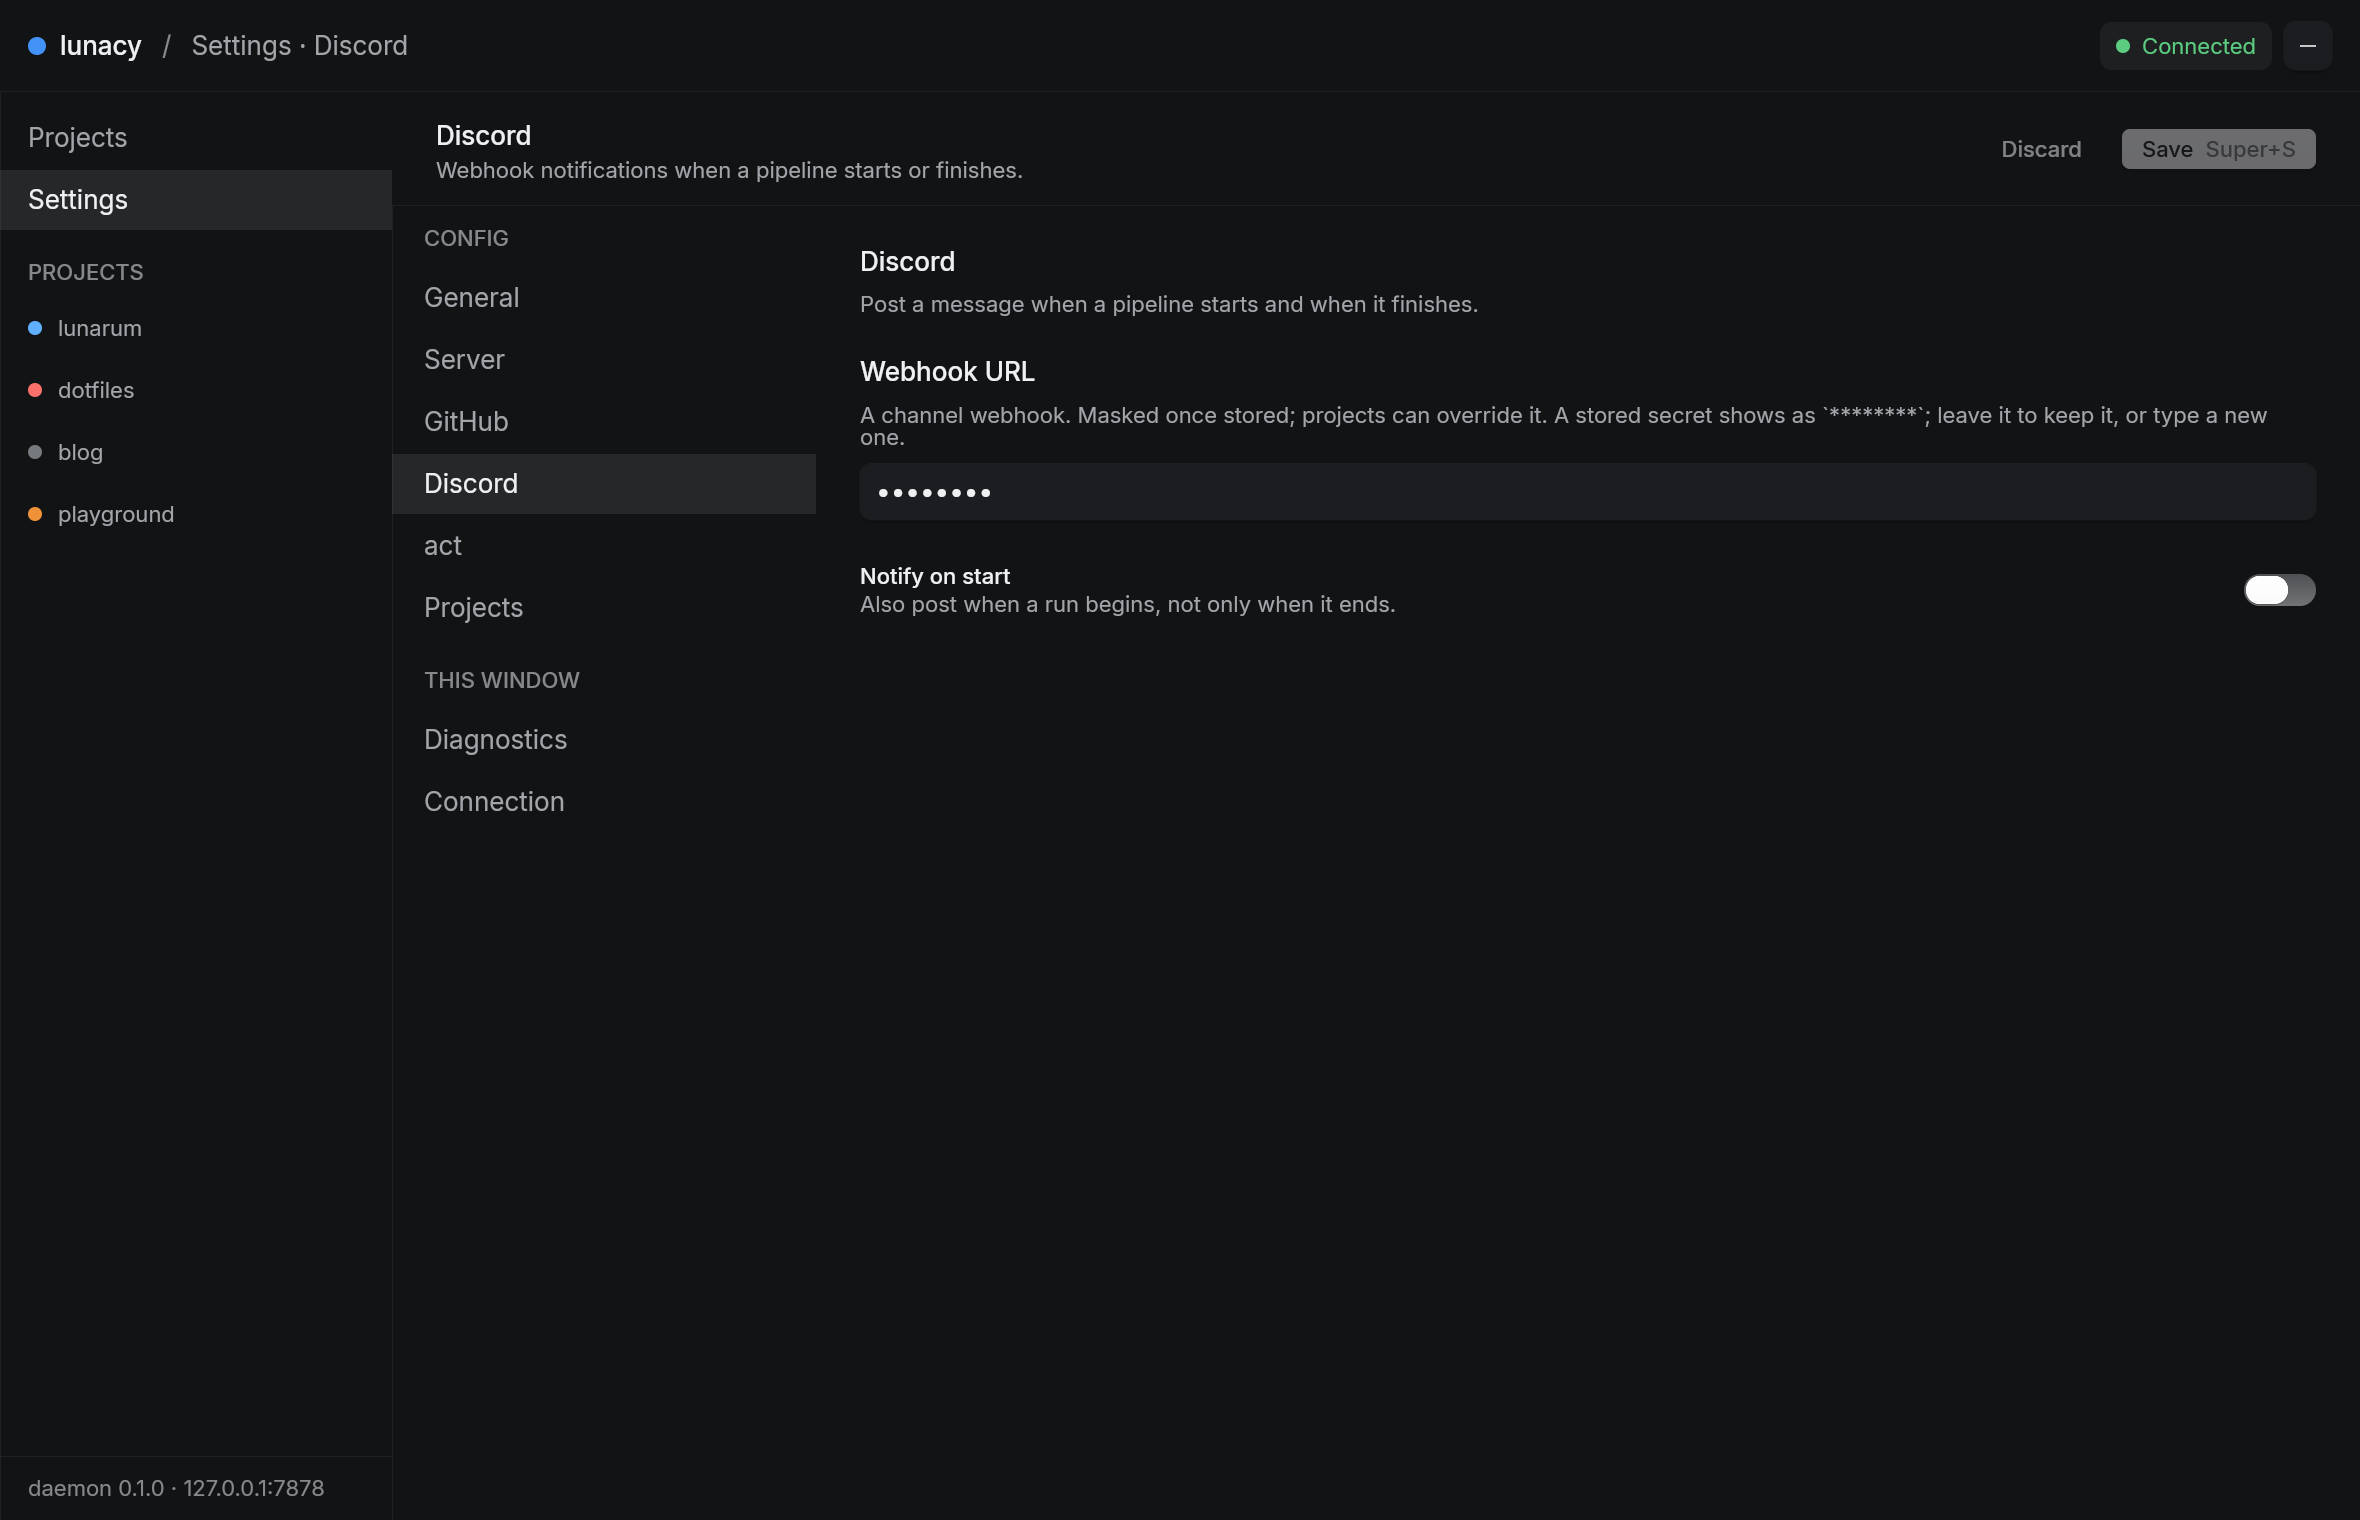 lunacy / Settings · Discord
Connected
Projects
Settings
PROJECTS
lunarum
dotfiles
blog
playground
daemon 0.1.0 · 127.0.0.1:7878
Discord
Webhook notifications when a pipeline starts or finishes.
Discard
Save Super+S
CONFIG
General
Server
GitHub
Discord
act
Projects
THIS WINDOW
Diagnostics
Connection
Discord
Post a message when a pipeline starts and when it finishes.
Webhook URL
A channel webhook. Masked once stored; projects can override it. A stored secret shows as `********`; leave it to keep it, or type a new
one.
••••••••
Notify on start
Also post when a run begins, not only when it ends.